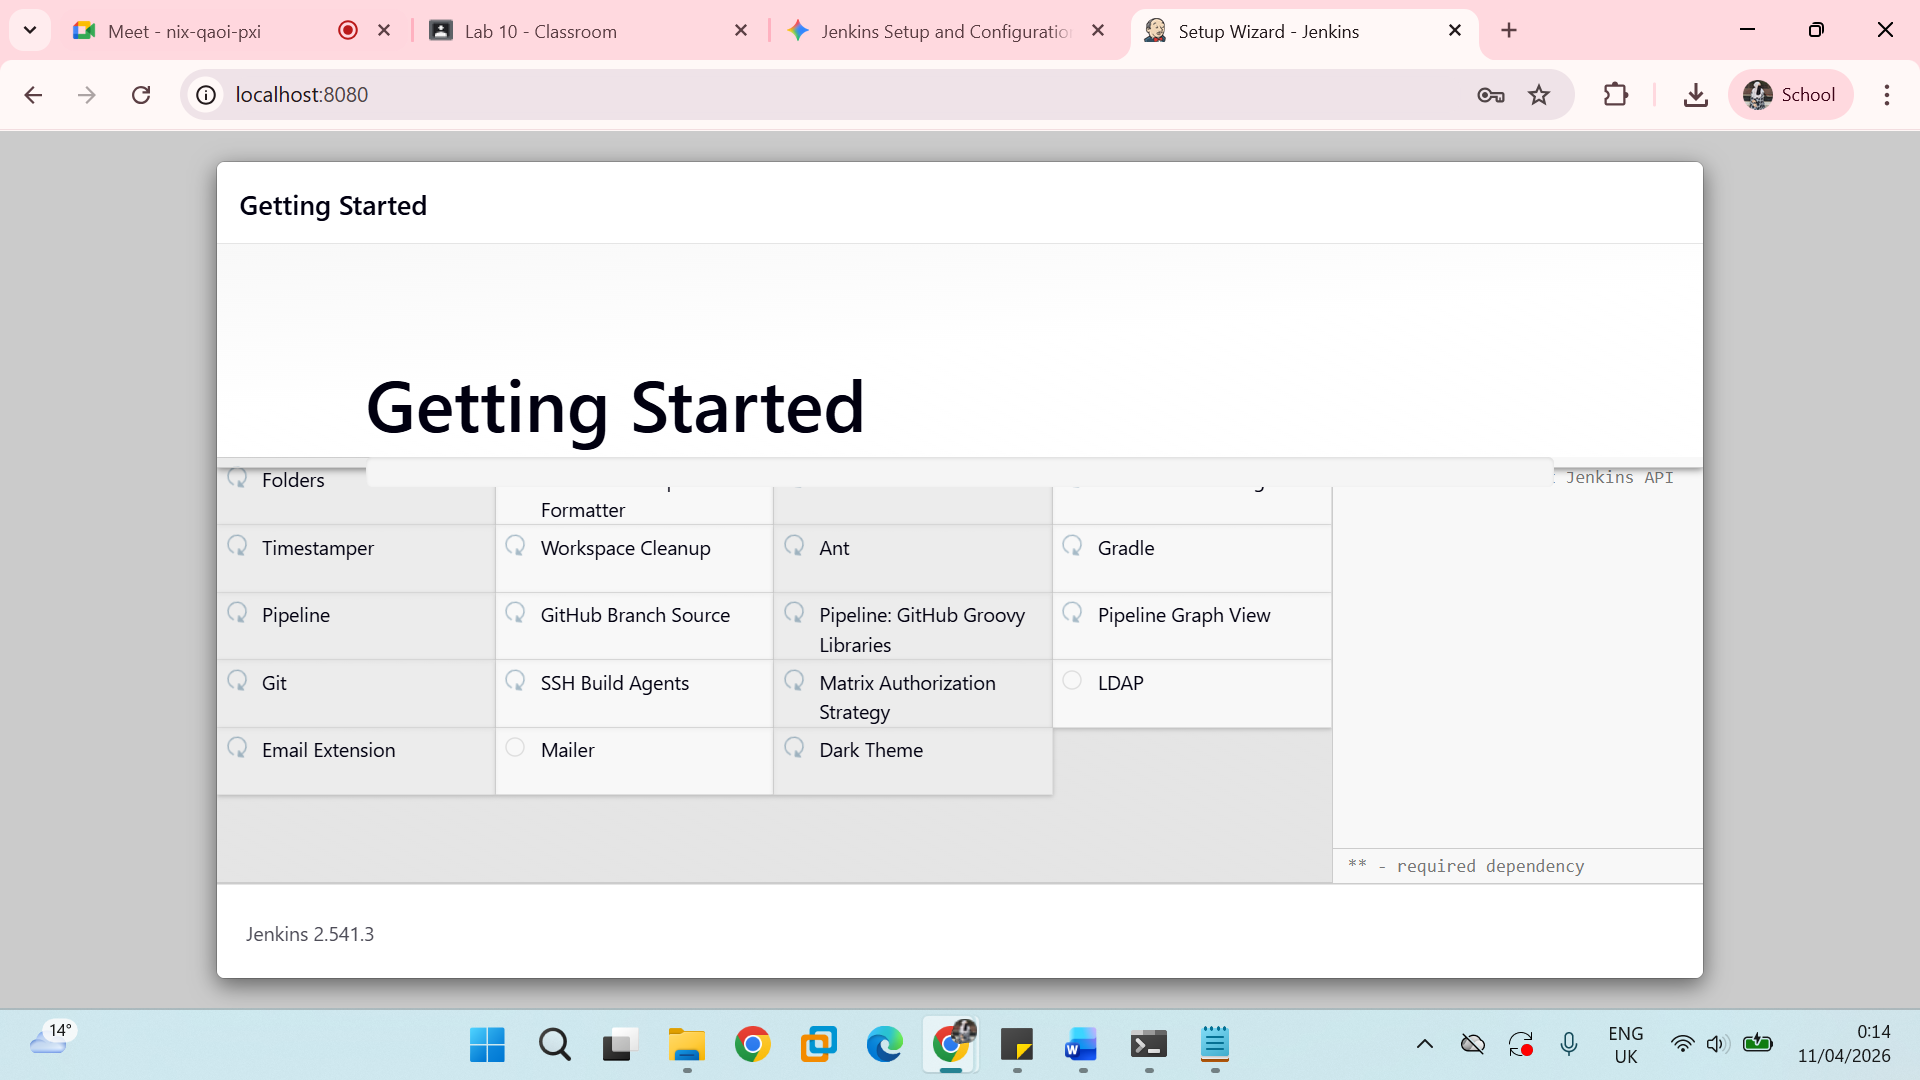 Meet - nix-qaoi-pxi
Lab 10 - Classroom
Jenkins Setup and Configuration
Setup Wizard - Jenkins
localhost:8080
School
Getting Started
Getting Started
Folders
Formatter
Jenkins API
Timestamper
Workspace Cleanup
Ant
Gradle
Pipeline
GitHub Branch Source
Pipeline: GitHub Groovy
Libraries
Pipeline Graph View
Git
SSH Build Agents
Matrix Authorization
Strategy
LDAP
Email Extension
Mailer
Dark Theme
** - required dependency
Jenkins 2.541.3
14°
ENG
UK
0:14
11/04/2026